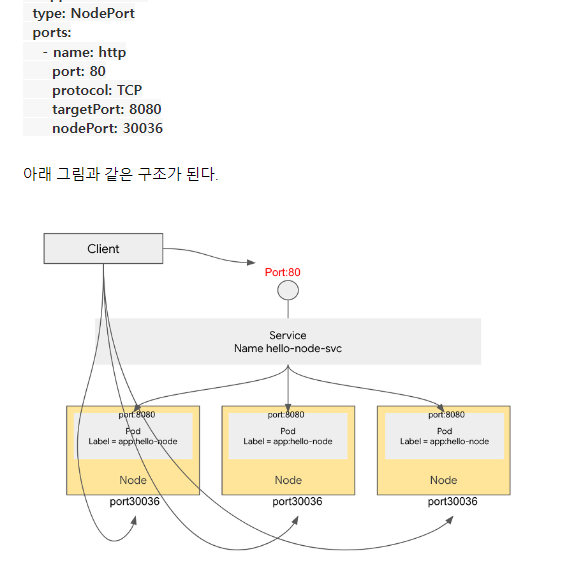 type: NodePort
ports:
- name: http
port: 80
protocol: TCP
targetPort: 8080
nodePort: 30036
아래 그림과 같은 구조가 된다.
Client
Port:80
Service
Name hello-node-svc
port:8080
Pod
Label = app:hello-node
Node
port30036
port:8080
Pod
Label = app:hello-node
Node
port30036
port:8080
Pod
Label = app:hello-node
Node
port30036